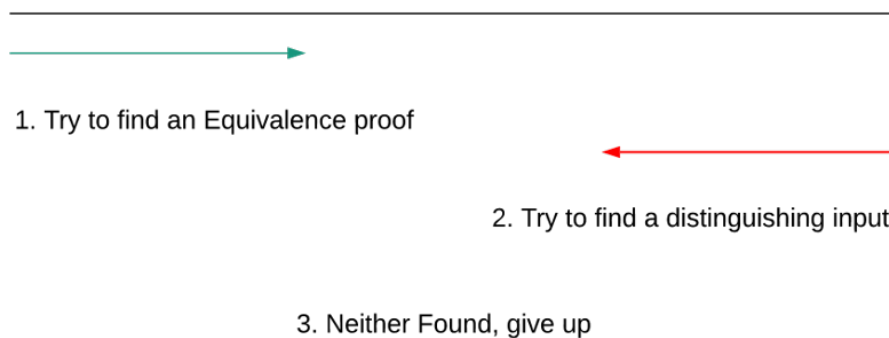 1. Try to find an Equivalence proof
2. Try to find a distinguishing input
3. Neither Found, give up